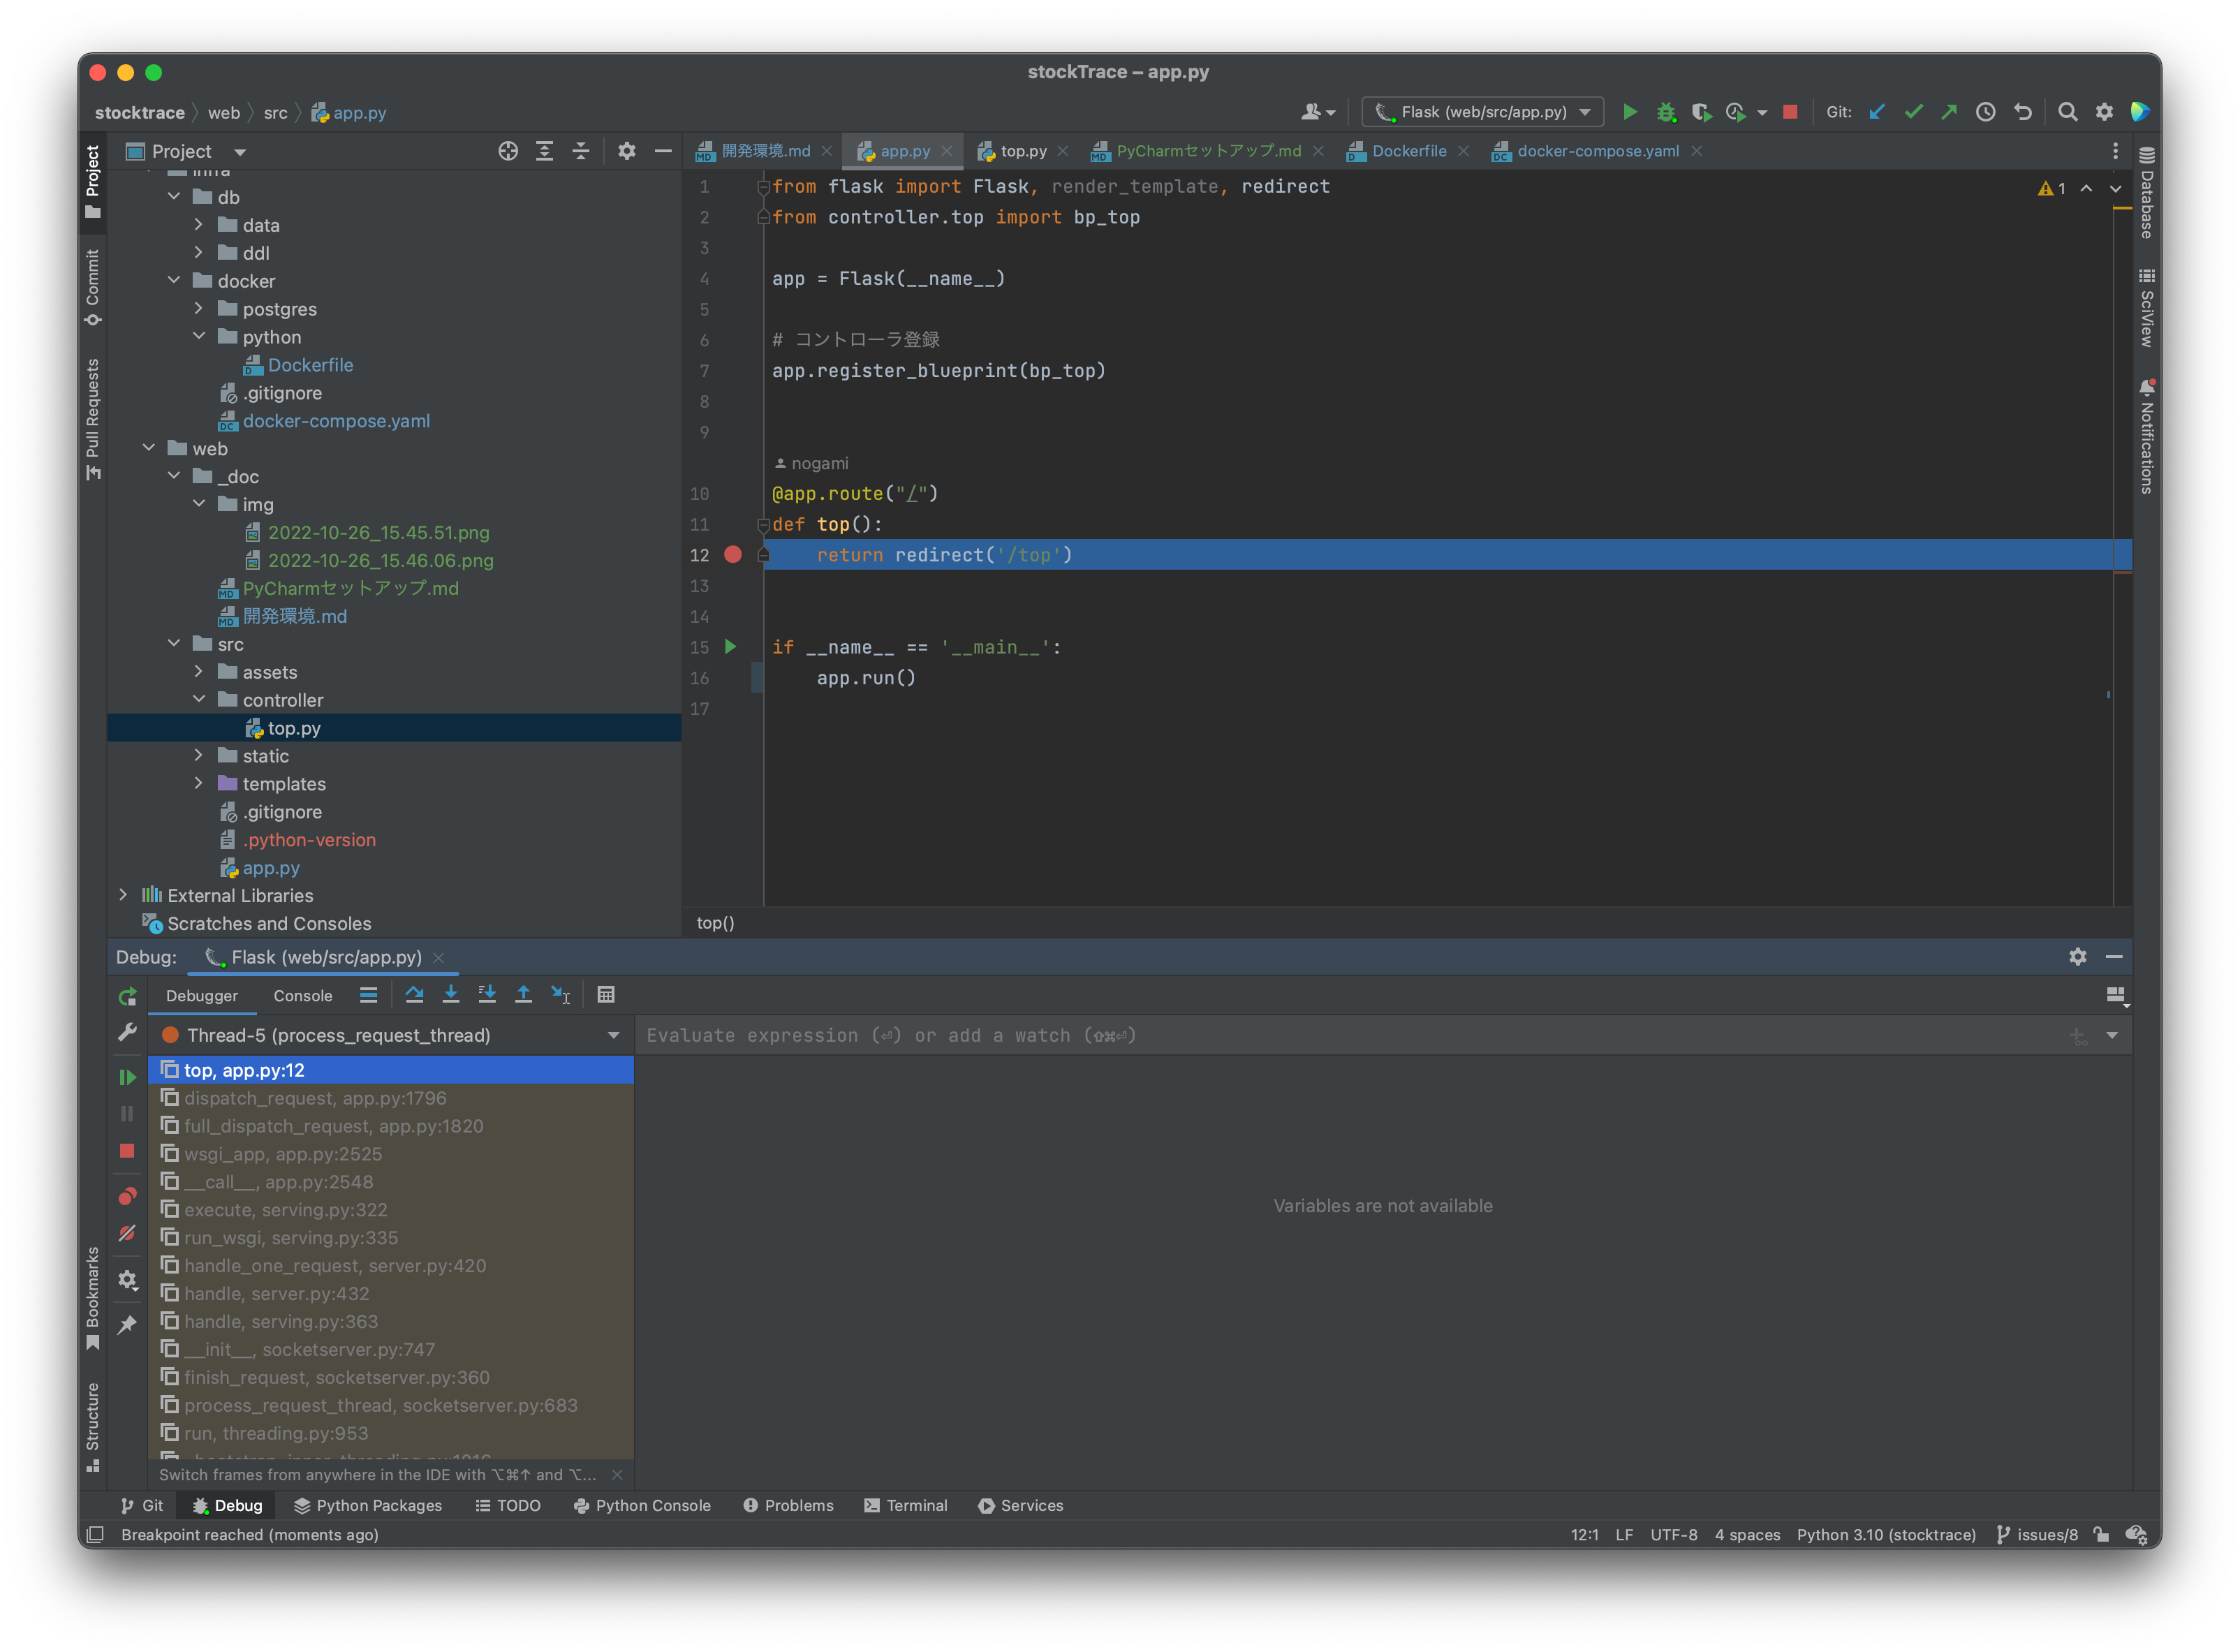 stockTrace – app.py
stocktrace
web
src
app.py
Flask (web/src/app.py)
Git:
Project
Project
Commit
Pull Requests
Bookmarks
Structure
infra
db
data
ddl
docker
postgres
python
Dockerfile
.gitignore
docker-compose.yaml
web
_doc
img
2022-10-26_15.45.51.png
2022-10-26_15.46.06.png
PyCharmセットアップ.md
開発環境.md
src
assets
controller
top.py
static
templates
.gitignore
.python-version
app.py
External Libraries
Scratches and Consoles
開発環境.md
app.py
top.py
PyCharmセットアップ.md
Dockerfile
docker-compose.yaml
1 from flask import Flask, render_template, redirect
2 from controller.top import bp_top
3
4 app = Flask(__name__)
5
6 # コントローラ登録
7 app.register_blueprint(bp_top)
8
9
nogami
10 @app.route("/")
11 def top():
12 return redirect('/top')
13
14
15 if __name__ == '__main__':
16 app.run()
17
1
top()
Database
SciView
Notifications
Debug:
Flask (web/src/app.py)
Debugger
Console
Thread-5 (process_request_thread)
Evaluate expression (⏎) or add a watch (⇧⌘⏎)
top, app.py:12
dispatch_request, app.py:1796
full_dispatch_request, app.py:1820
wsgi_app, app.py:2525
__call__, app.py:2548
execute, serving.py:322
run_wsgi, serving.py:335
handle_one_request, server.py:420
handle, server.py:432
handle, serving.py:363
__init__, socketserver.py:747
finish_request, socketserver.py:360
process_request_thread, socketserver.py:683
run, threading.py:953
Switch frames from anywhere in the IDE with ⌥⌘↑ and ⌥...
Variables are not available
Git
Debug
Python Packages
TODO
Python Console
Problems
Terminal
Services
Breakpoint reached (moments ago)
12:1
LF
UTF-8
4 spaces
Python 3.10 (stocktrace)
issues/8